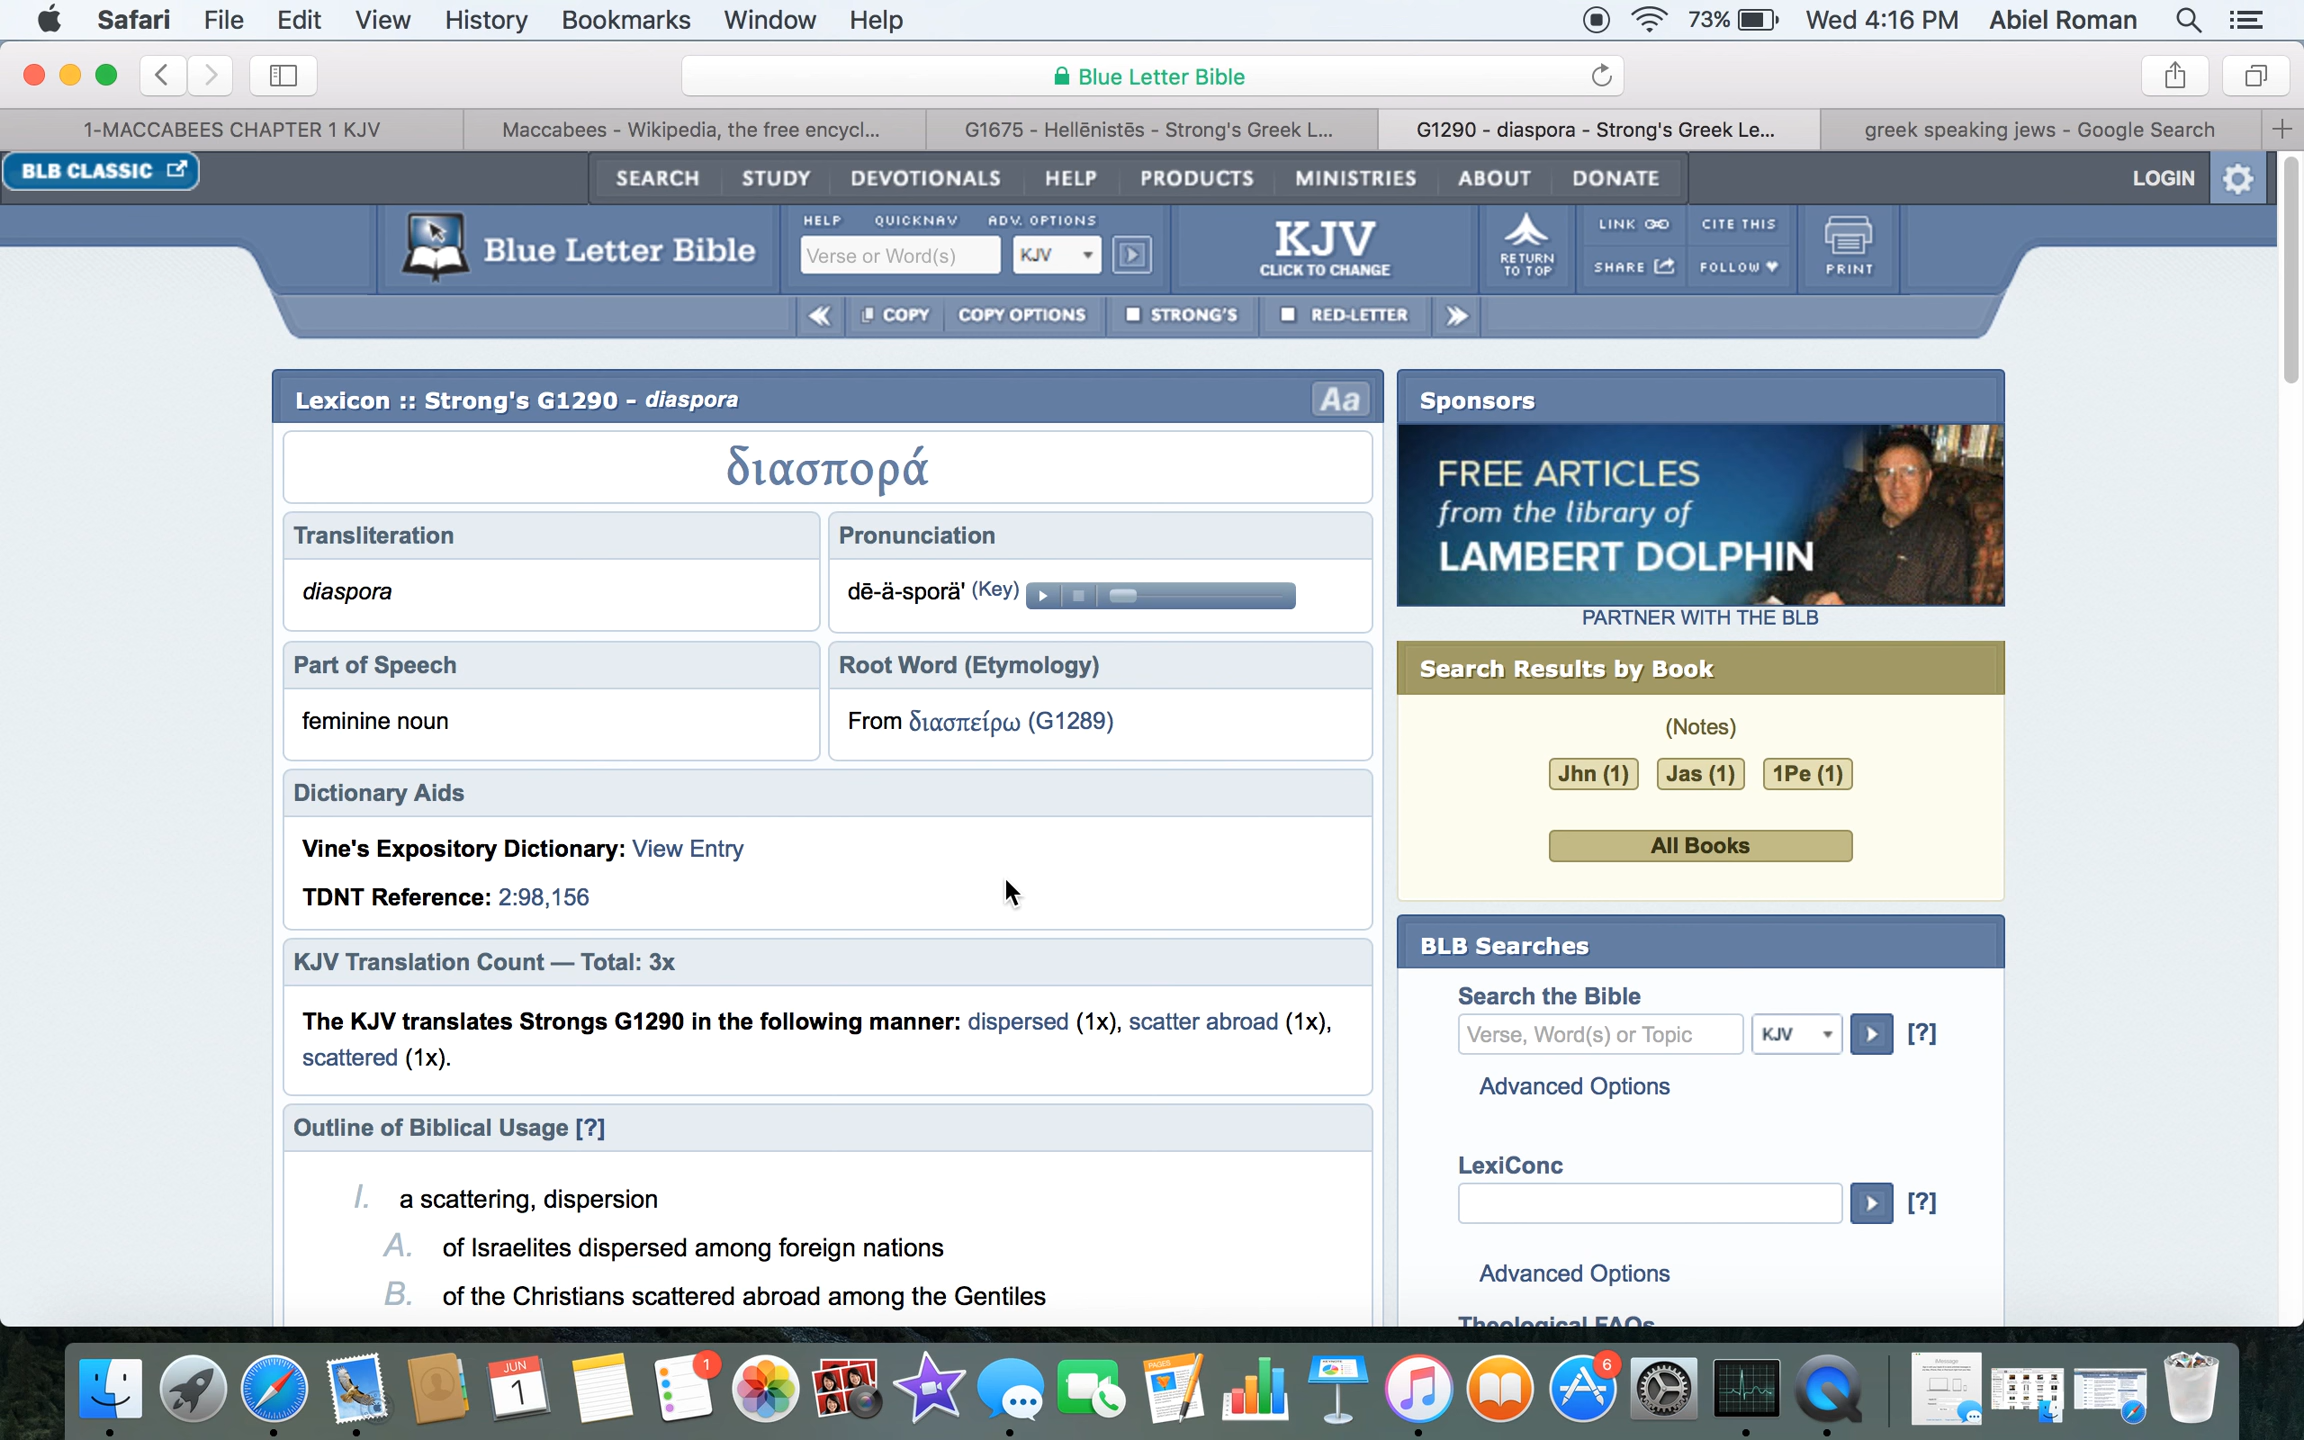 Safari File Edit View History Bookmarks Window Help 73% Wed 4:16 PM Abiel Roman
Blue Letter Bible
1-MACCABEES CHAPTER 1 KJV
Maccabees - Wikipedia, the free encycl...
G1675 - Hellēnistēs - Strong's Greek L...
G1290 - diaspora - Strong's Greek Le...
greek speaking jews - Google Search
BLB CLASSIC
SEARCH STUDY DEVOTIONALS HELP PRODUCTS MINISTRIES ABOUT DONATE
LOGIN
Blue Letter Bible
HELP QUICKNAV ADV. OPTIONS
Verse or Word(s) KJV
KJV
CLICK TO CHANGE
RETURN
TO TOP
LINK CITE THIS
SHARE FOLLOW
PRINT
COPY COPY OPTIONS STRONG'S RED-LETTER
Lexicon :: Strong's G1290 - diaspora Aa
διασπορά
Transliteration
diaspora
Pronunciation
dē-ä-sporä' (Key)
Part of Speech
feminine noun
Root Word (Etymology)
From διασπείρω (G1289)
Dictionary Aids
Vine's Expository Dictionary: View Entry
TDNT Reference: 2:98,156
KJV Translation Count — Total: 3x
The KJV translates Strongs G1290 in the following manner: dispersed (1x), scatter abroad (1x),
scattered (1x).
Outline of Biblical Usage [?]
I. a scattering, dispersion
A. of Israelites dispersed among foreign nations
B. of the Christians scattered abroad among the Gentiles
Sponsors
FREE ARTICLES
from the library of
LAMBERT DOLPHIN
PARTNER WITH THE BLB
Search Results by Book
(Notes)
Jhn (1) Jas (1) 1Pe (1)
All Books
BLB Searches
Search the Bible
Verse, Word(s) or Topic KJV [?]
Advanced Options
LexiConc
[?]
Advanced Options
Theological FAQs
JUN
1
1
PAGES
6